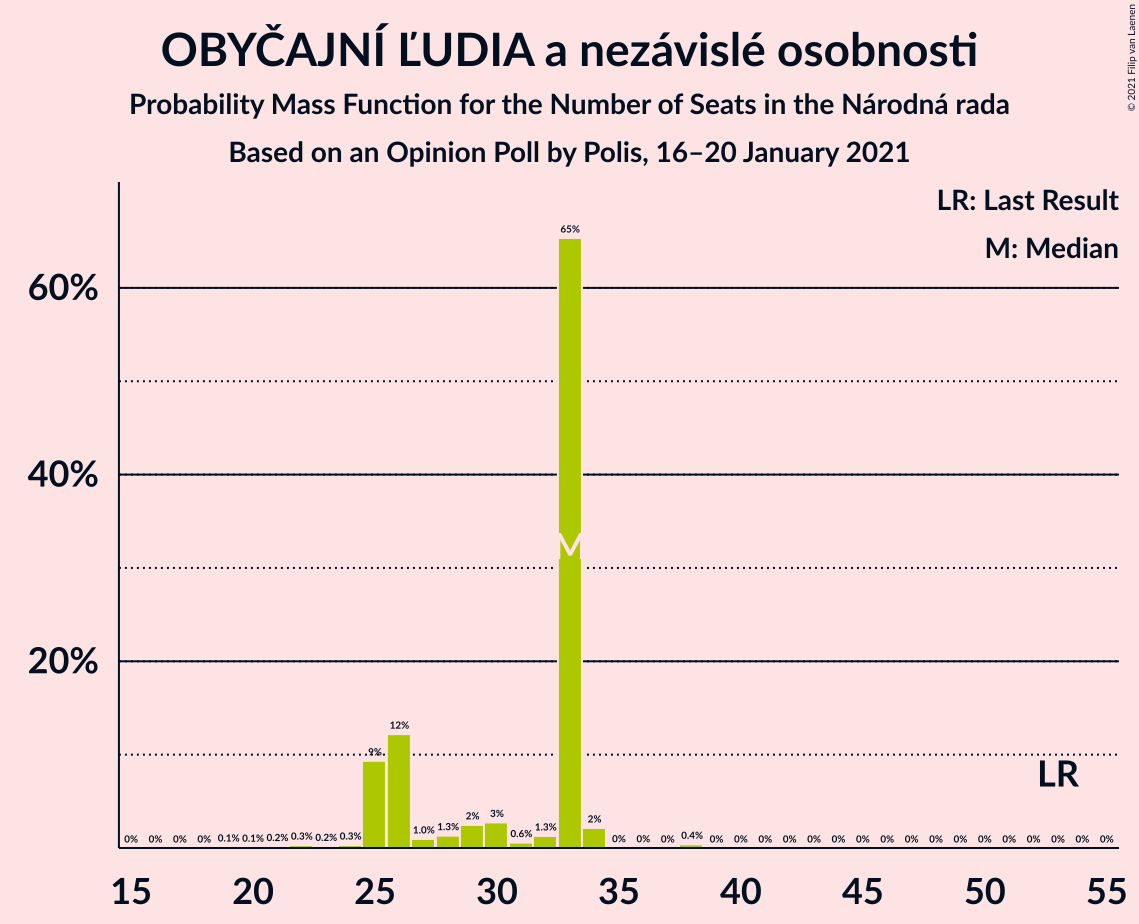 OBYČAJNÍ ĽUDIA a nezávislé osobnosti
Probability Mass Function for the Number of Seats in the Národná rada
Based on an Opinion Poll by Polis, 16–20 January 2021
© 2021 Filip van Laenen
LR: Last Result
M: Median
65%
60%
40%
M
20%
12%
9%
LR
0% 0% 0% 0% 0.1% 0.1% 0.2% 0.3% 0.2% 0.3% 1.0% 1.3% 2% 3% 0.6% 1.3% 2% 0% 0% 0% 0.4% 0% 0% 0% 0% 0% 0% 0% 0% 0% 0% 0% 0% 0% 0% 0% 0% 0%
15 20 25 30 35 40 45 50 55